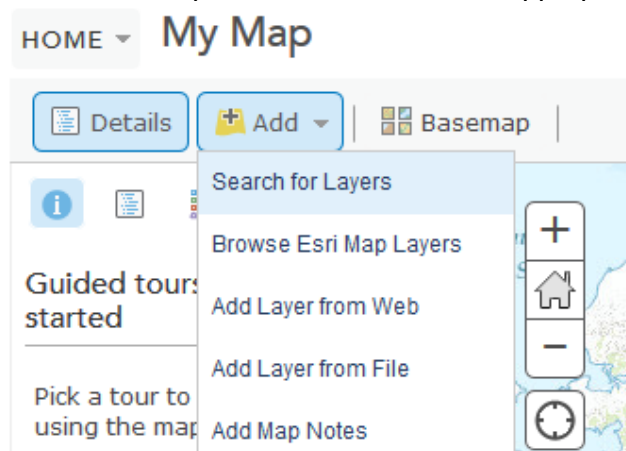 HOME My Map
Details Add Basemap
Search for Layers
Browse Esri Map Layers
Add Layer from Web
Add Layer from File
Add Map Notes
Guided tours
started
Pick a tour to
using the map